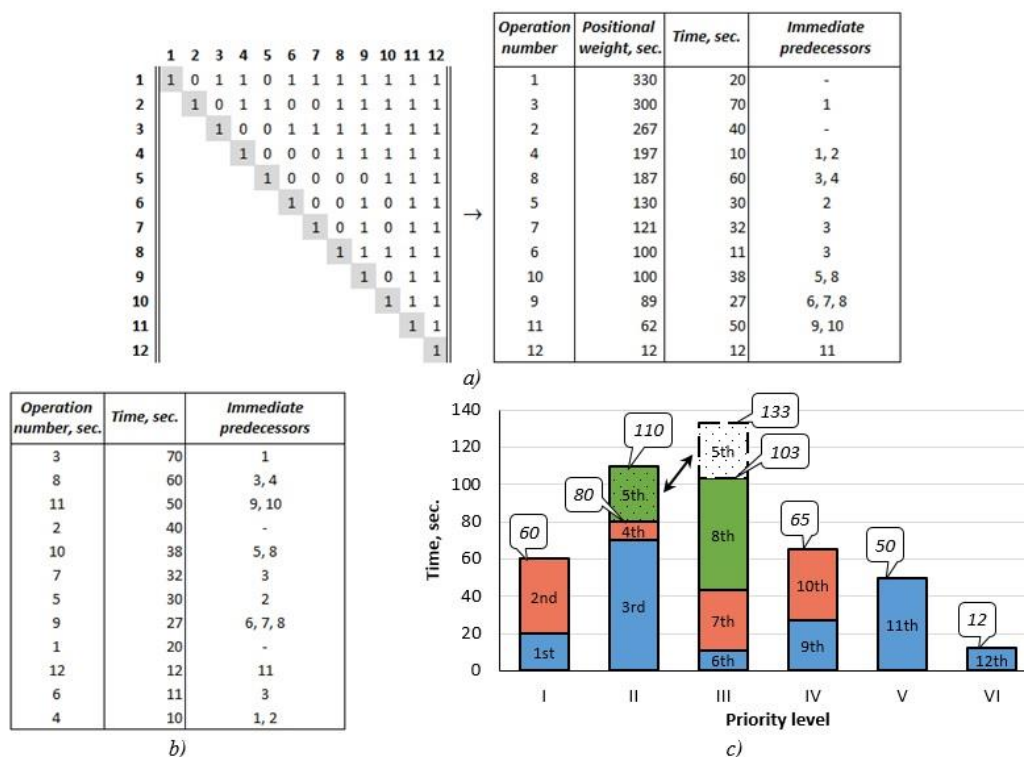 1 2 3 4 5 6 7 8 9 10 11 12
1 1 0 1 1 0 1 1 1 1 1 1 1
2 1 0 1 1 0 0 1 1 1 1 1
3 1 0 0 1 1 1 1 1 1 1
4 1 0 0 0 1 1 1 1 1
5 1 0 0 0 0 1 1 1
6 1 0 0 1 0 1 1
7 1 0 1 0 1 1
8 1 1 1 1 1
9 1 0 1 1
10 1 1 1
11 1 1
12 1
→
Operation number Positional weight, sec. Time, sec. Immediate predecessors
1 330 20 -
3 300 70 1
2 267 40 -
4 197 10 1, 2
8 187 60 3, 4
5 130 30 2
7 121 32 3
6 100 11 3
10 100 38 5, 8
9 89 27 6, 7, 8
11 62 50 9, 10
12 12 12 11
a)
Operation number, sec. Time, sec. Immediate predecessors
3 70 1
8 60 3, 4
11 50 9, 10
2 40 -
10 38 5, 8
7 32 3
5 30 2
9 27 6, 7, 8
1 20 -
12 12 11
6 11 3
4 10 1, 2
b)
Time, sec.
140
120
100
80
60
40
20
0
60
2nd
1st
110
80
5th
4th
3rd
133
103
5th
8th
7th
6th
65
10th
9th
50
11th
12
12th
I II III IV V VI
Priority level
c)